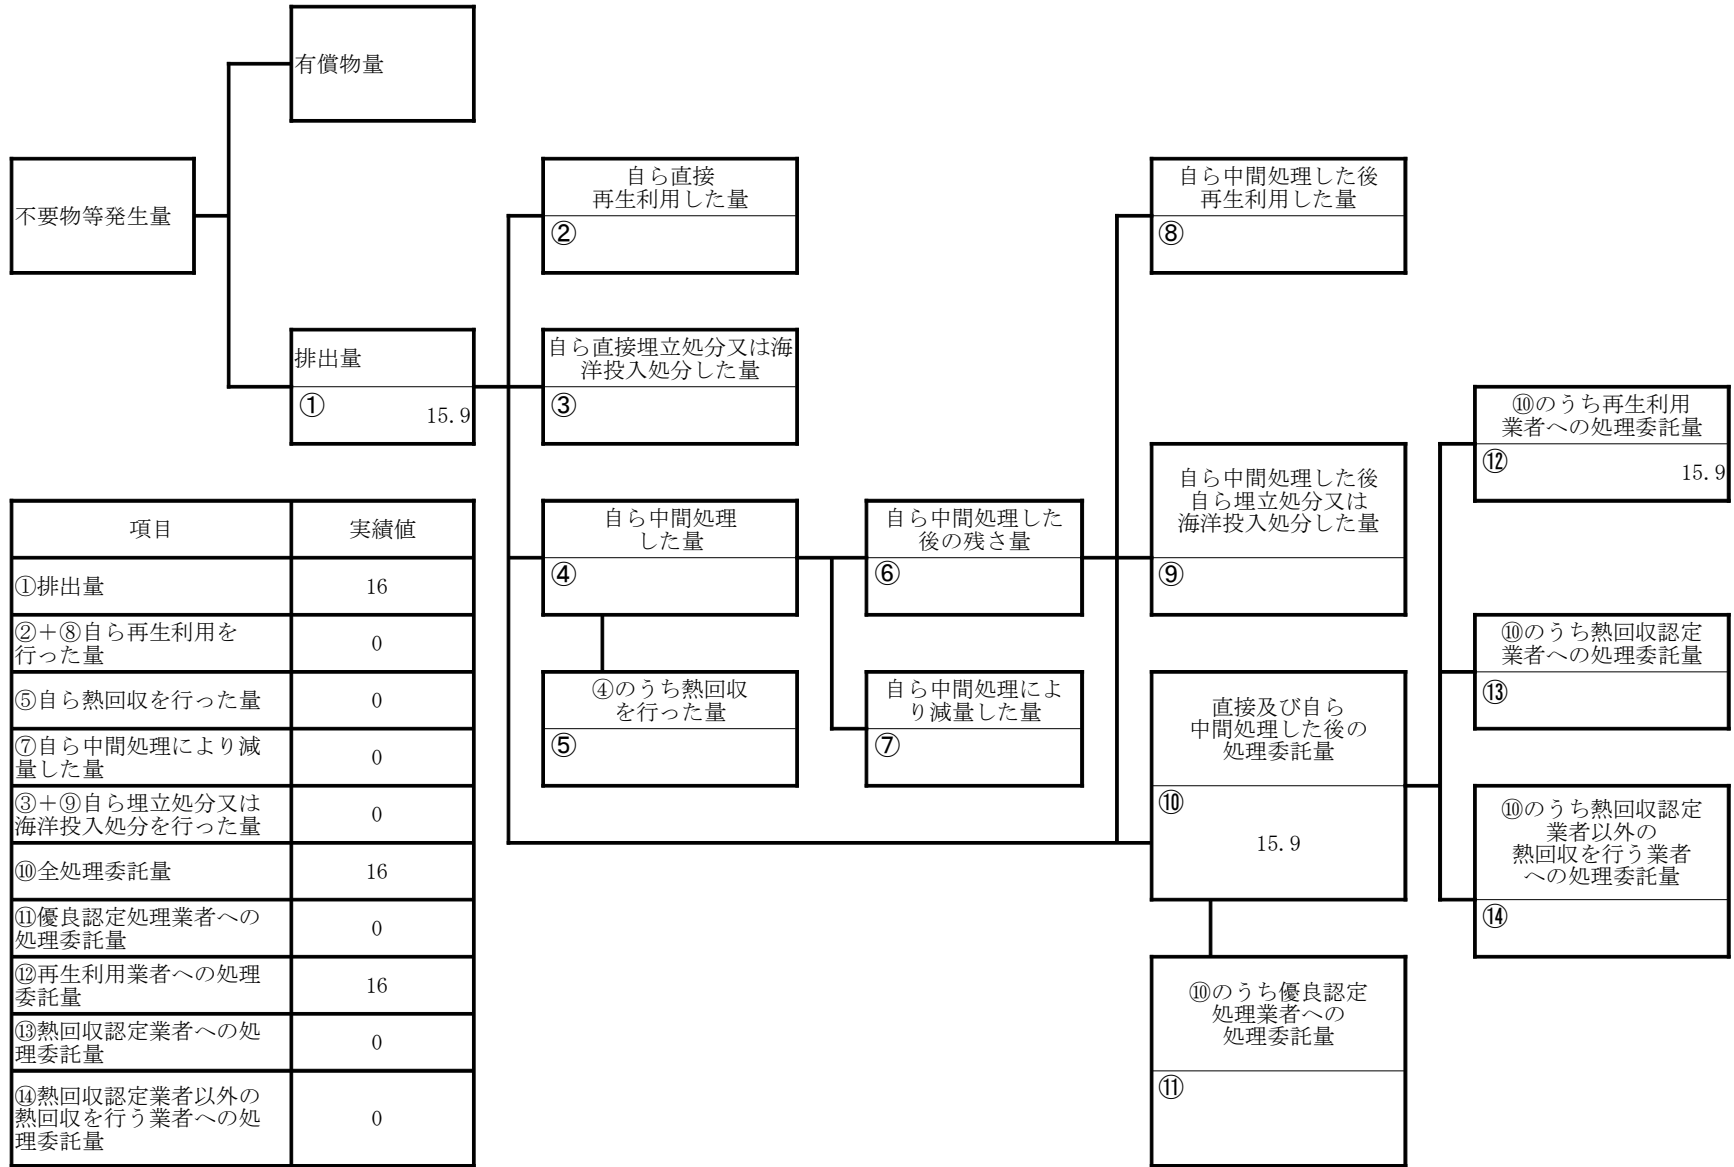 有償物量
不要物等発生量
自ら直接
再生利用した量
②
自ら中間処理した後
再生利用した量
⑧
排出量
①
15.9
自ら直接埋立処分又は海
洋投入処分した量
③
⑩のうち再生利用
業者への処理委託量
⑫
15.9
自ら中間処理
した量
④
自ら中間処理した
後の残さ量
⑥
自ら中間処理した後
自ら埋立処分又は
海洋投入処分した量
⑨
⑩のうち熱回収認定
業者への処理委託量
⑬
④のうち熱回収
を行った量
⑤
自ら中間処理によ
り減量した量
⑦
直接及び自ら
中間処理した後の
処理委託量
⑩
15.9
⑩のうち熱回収認定
業者以外の
熱回収を行う業者
への処理委託量
⑭
⑩のうち優良認定
処理業者への
処理委託量
⑪
項目 実績値
①排出量 16
②＋⑧自ら再生利用を
行った量 0
⑤自ら熱回収を行った量 0
⑦自ら中間処理により減
量した量 0
③＋⑨自ら埋立処分又は
海洋投入処分を行った量 0
⑩全処理委託量 16
⑪優良認定処理業者への
処理委託量 0
⑫再生利用業者への処理
委託量 16
⑬熱回収認定業者への処
理委託量 0
⑭熱回収認定業者以外の
熱回収を行う業者への処
理委託量 0